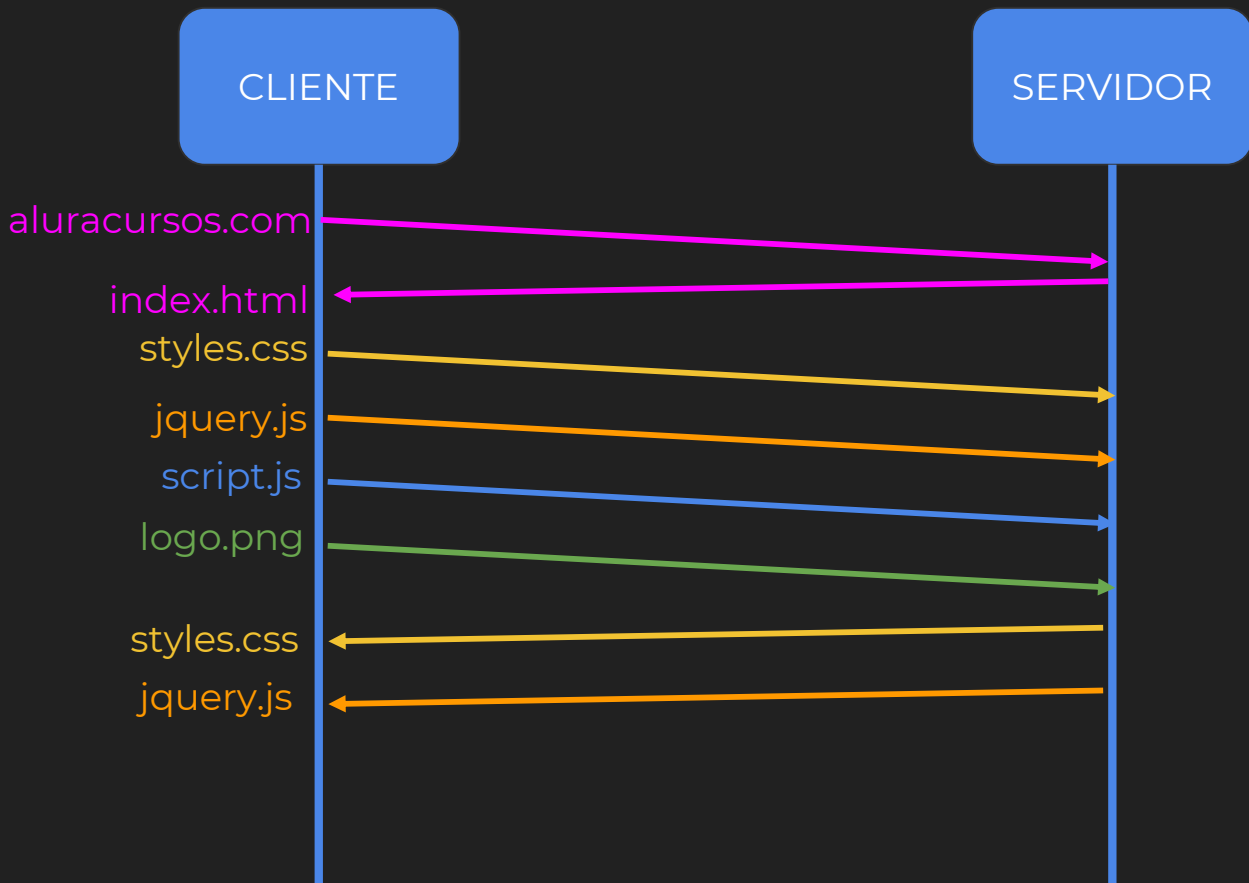 CLIENTE
SERVIDOR
aluracursos.com
index.html
styles.css
jquery.js
script.js
logo.png
styles.css
jquery.js